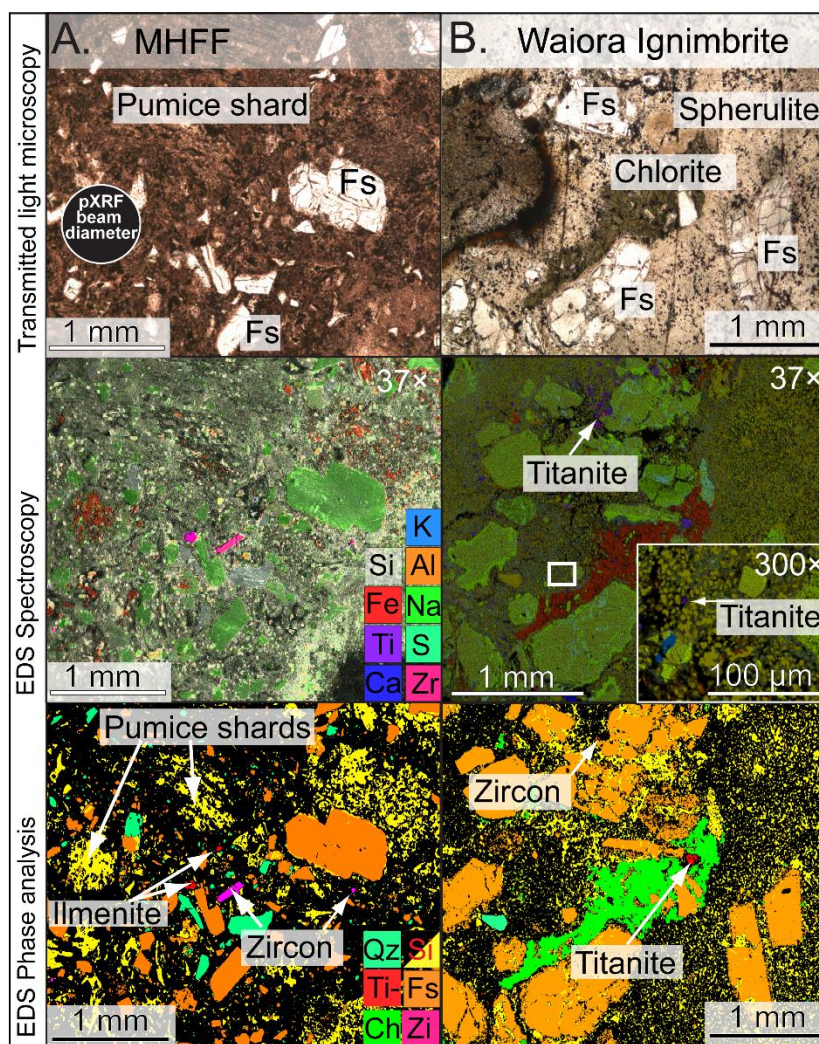 A. MHFF
B. Waiora Ignimbrite
Transmitted light microscopy
Pumice shard
Fs
pXRF
beam
diameter
Fs
1 mm
Fs
Spherulite
Chlorite
Fs
Fs
1 mm
EDS Spectroscopy
37×
K
Si Al
Fe Na
Ti S
Ca Zr
1 mm
37×
Titanite
300×
Titanite
1 mm
100 µm
EDS Phase analysis
Pumice shards
Ilmenite
Zircon
Qz Si
Ti- Fs
Ch Zi
1 mm
Zircon
Titanite
1 mm